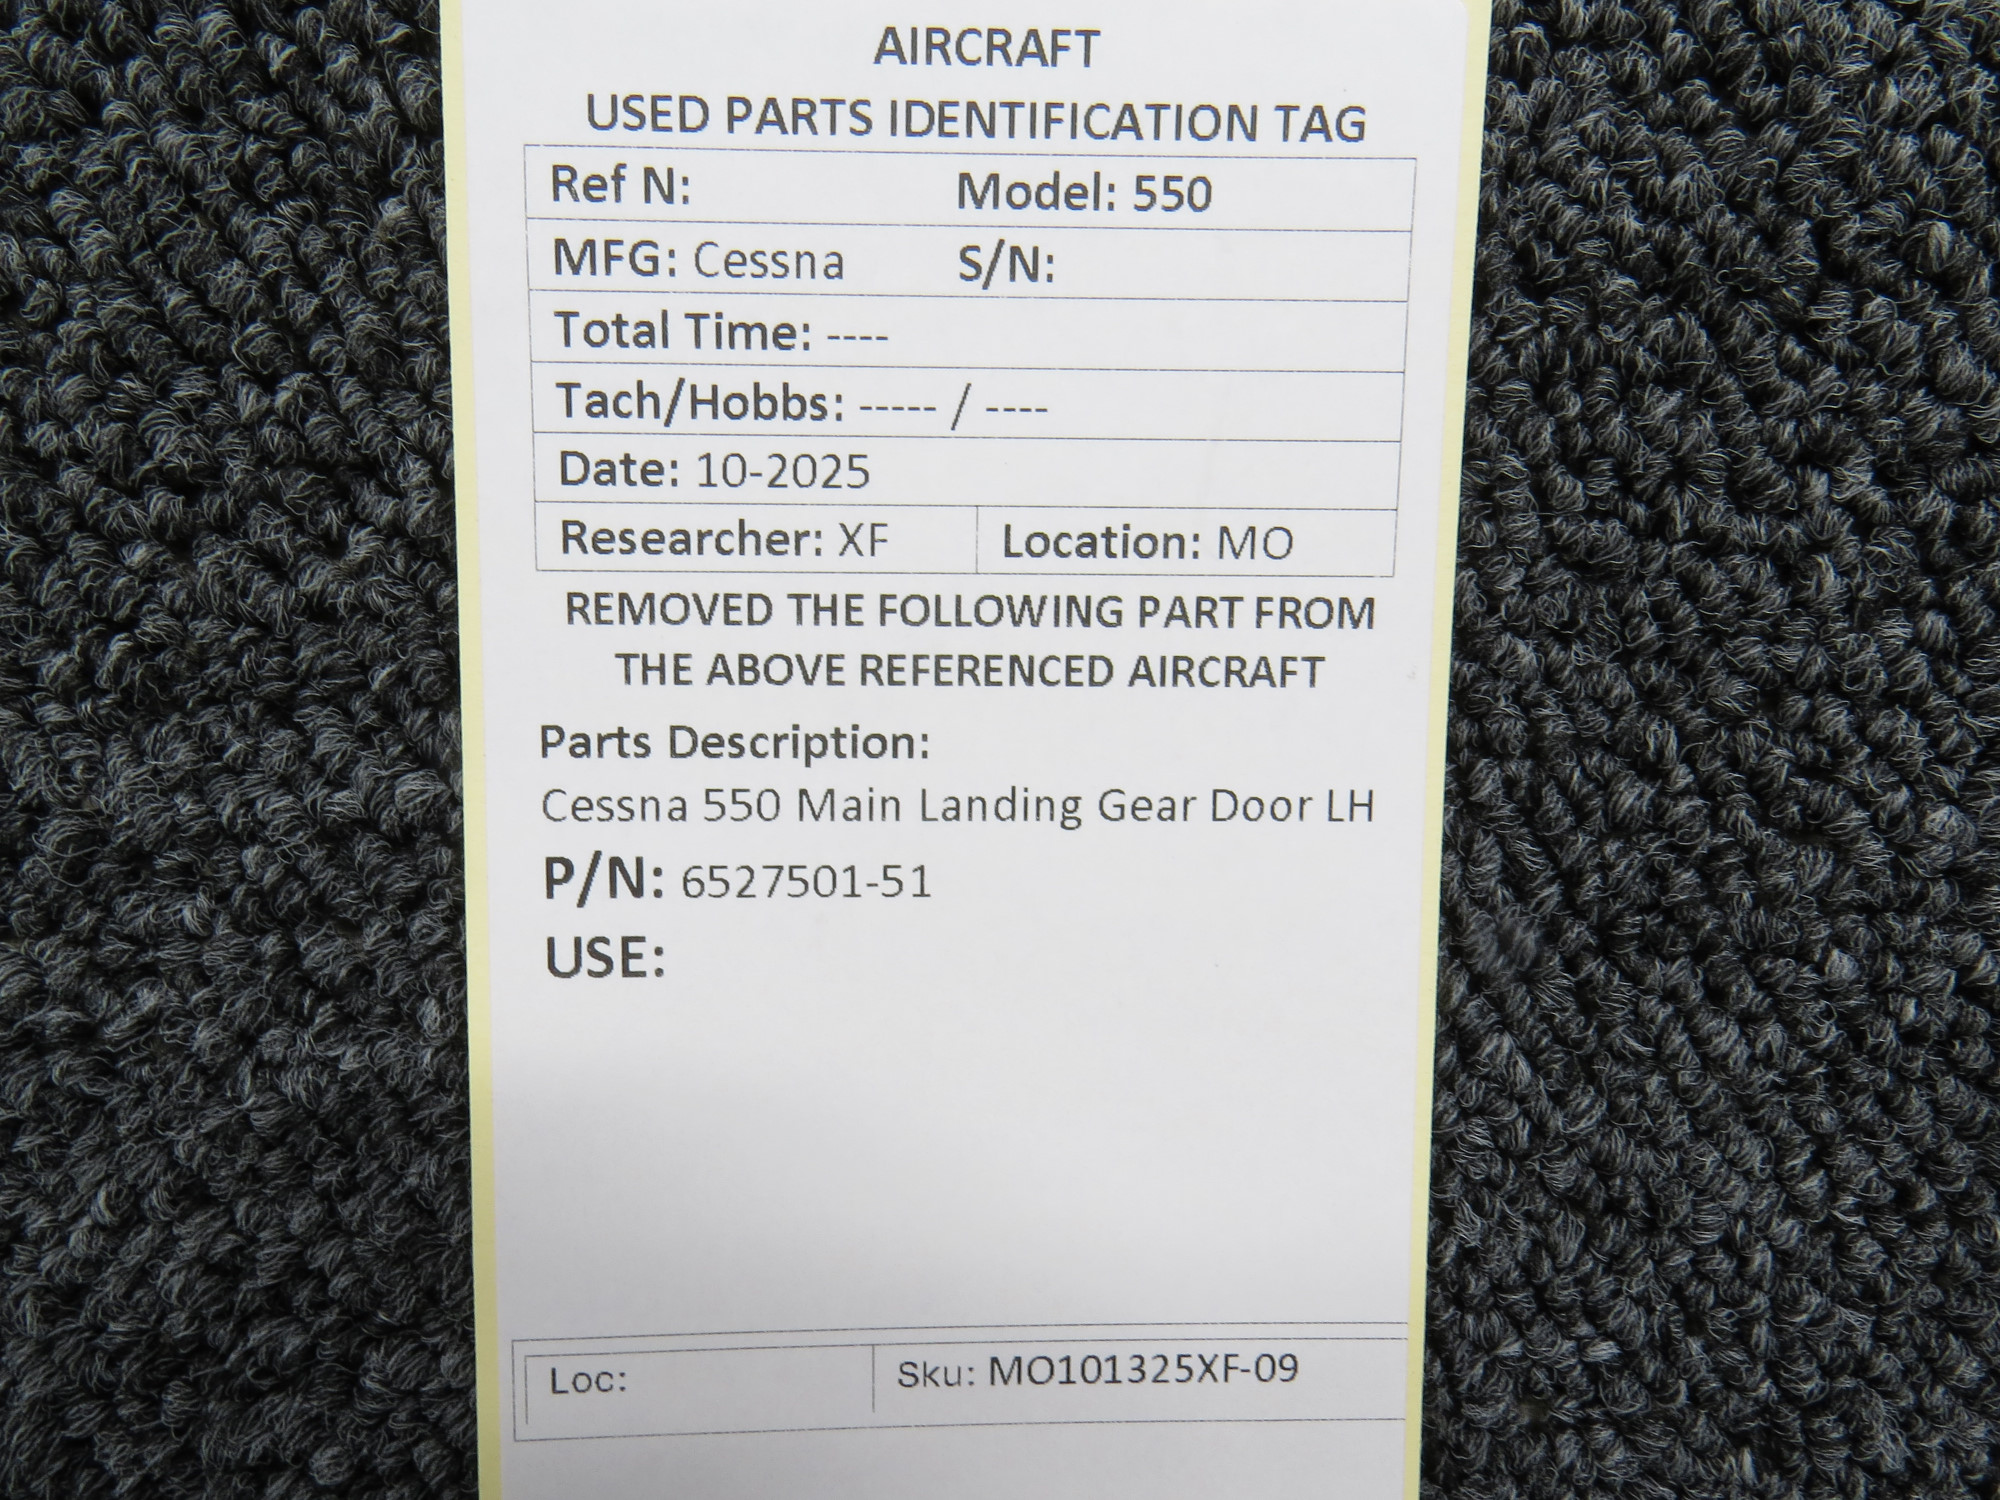 AIRCRAFT
USED PARTS IDENTIFICATION TAG
Ref N: Model: 550
MFG: Cessna S/N:
Total Time: ----
Tach/Hobbs: ----- / ----
Date: 10-2025
Researcher: XF Location: MO
REMOVED THE FOLLOWING PART FROM
THE ABOVE REFERENCED AIRCRAFT
Parts Description:
Cessna 550 Main Landing Gear Door LH
P/N: 6527501-51
USE:
Loc: Sku: MO101325XF-09